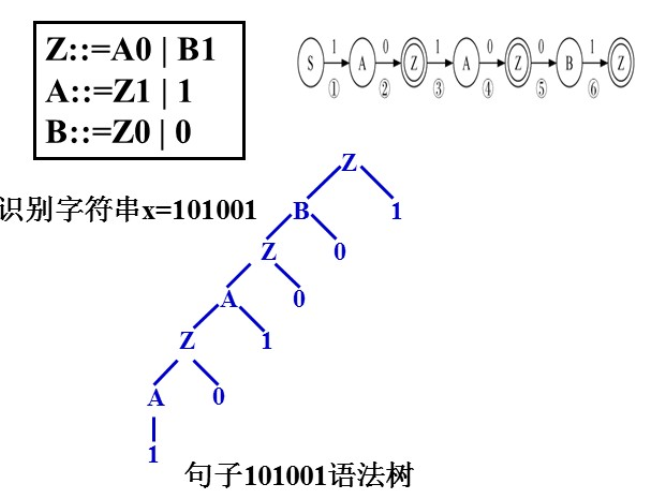 Z::=A0 | B1
A::=Z1 | 1
B::=Z0 | 0
S 1 A 0 Z 1 A 0 Z 0 B 1 Z
① ② ③ ④ ⑤ ⑥
识别字符串x=101001
Z
B 1
Z 0
A 0
Z 1
A 0
1
句子101001语法树